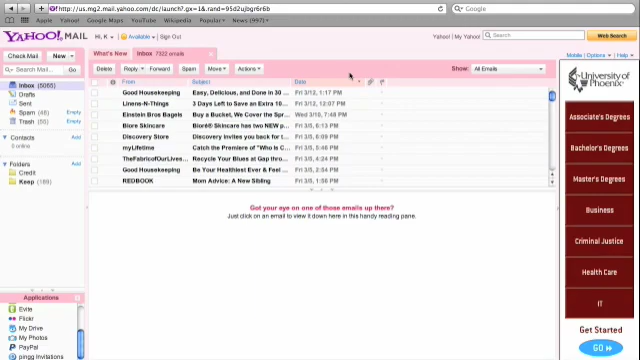 http://us.mg2.mail.yahoo.com/dc/launch?.gx=1&.rand=95d2ujbgr6r6b
Google
Apple Yahoo! Google Maps YouTube Wikipedia Popular News (997)
YAHOO! MAIL Hi, K Available Sign Out
Yahoo! My Yahoo! Search Web Search
Check Mail New
What's New Inbox 7322 emails
Mobile Options Help
Search Mail... Go
Delete Reply Forward Spam Move Actions Show: All Emails
Inbox (5065)
Drafts
Sent
Spam (48) Empty
Trash (55) Empty
Contacts Add
0 online
Folders Add
Credit
Keep (189)
From Subject Date
Good Housekeeping Easy, Delicious, and Done in 30 ... Fri 3/12, 1:17 PM
Linens-N-Things 3 Days Left to Save an Extra 10... Fri 3/12, 12:07 PM
Einstein Bros Bagels Buy a Bucket, We Cover the Spr... Wed 3/10, 7:48 PM
Biore Skincare Bioré® Skincare has two NEW p... Fri 3/5, 6:13 PM
Discovery Store Discovery invites you back for t... Fri 3/5, 6:09 PM
myLifetime Catch the Premiere of "Who is C... Fri 3/5, 5:46 PM
TheFabricofOurLives... Recycle Your Blues at Gap throu... Fri 3/5, 4:24 PM
Good Housekeeping Be Your Healthiest Ever & Feel ... Fri 3/5, 4:10 PM
REDBOOK Mom Advice: A New Sibling Fri 3/5, 1:56 PM
Got your eye on one of those emails up there?
Just click on an email to view it down here in this handy reading pane.
Applications
Evite
Flickr
My Drive
My Photos
PayPal
pingg Invitations
University of Phoenix
Associate's Degrees
Bachelor's Degrees
Master's Degrees
Business
Criminal Justice
Health Care
IT
Get Started
GO